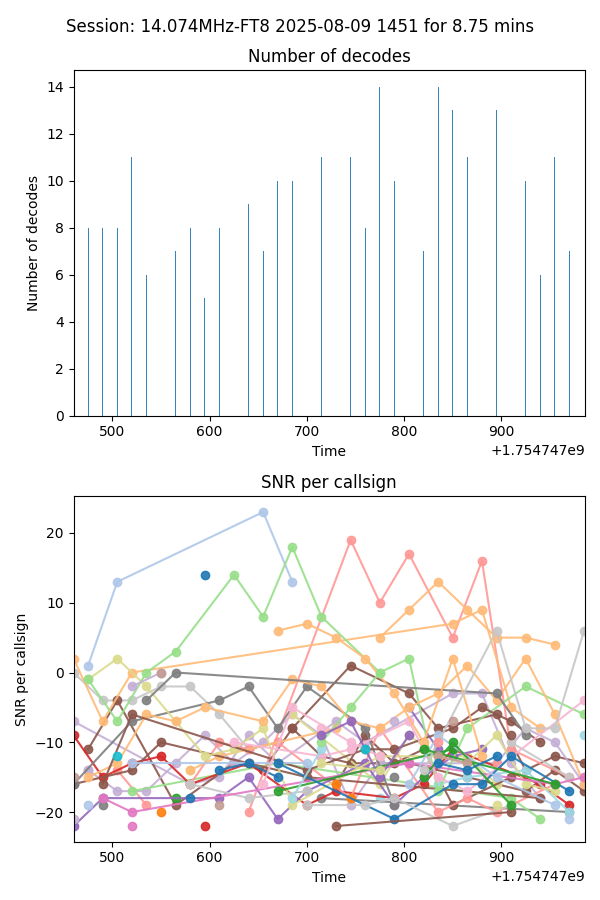 Session: 14.074MHz-FT8 2025-08-09 1451 for 8.75 mins
Number of decodes
14
12
10
8
6
4
2
0
Number of decodes
500 600 700 800 900
Time
+1.754747e9
SNR per callsign
20
10
0
−10
−20
SNR per callsign
500 600 700 800 900
Time
+1.754747e9